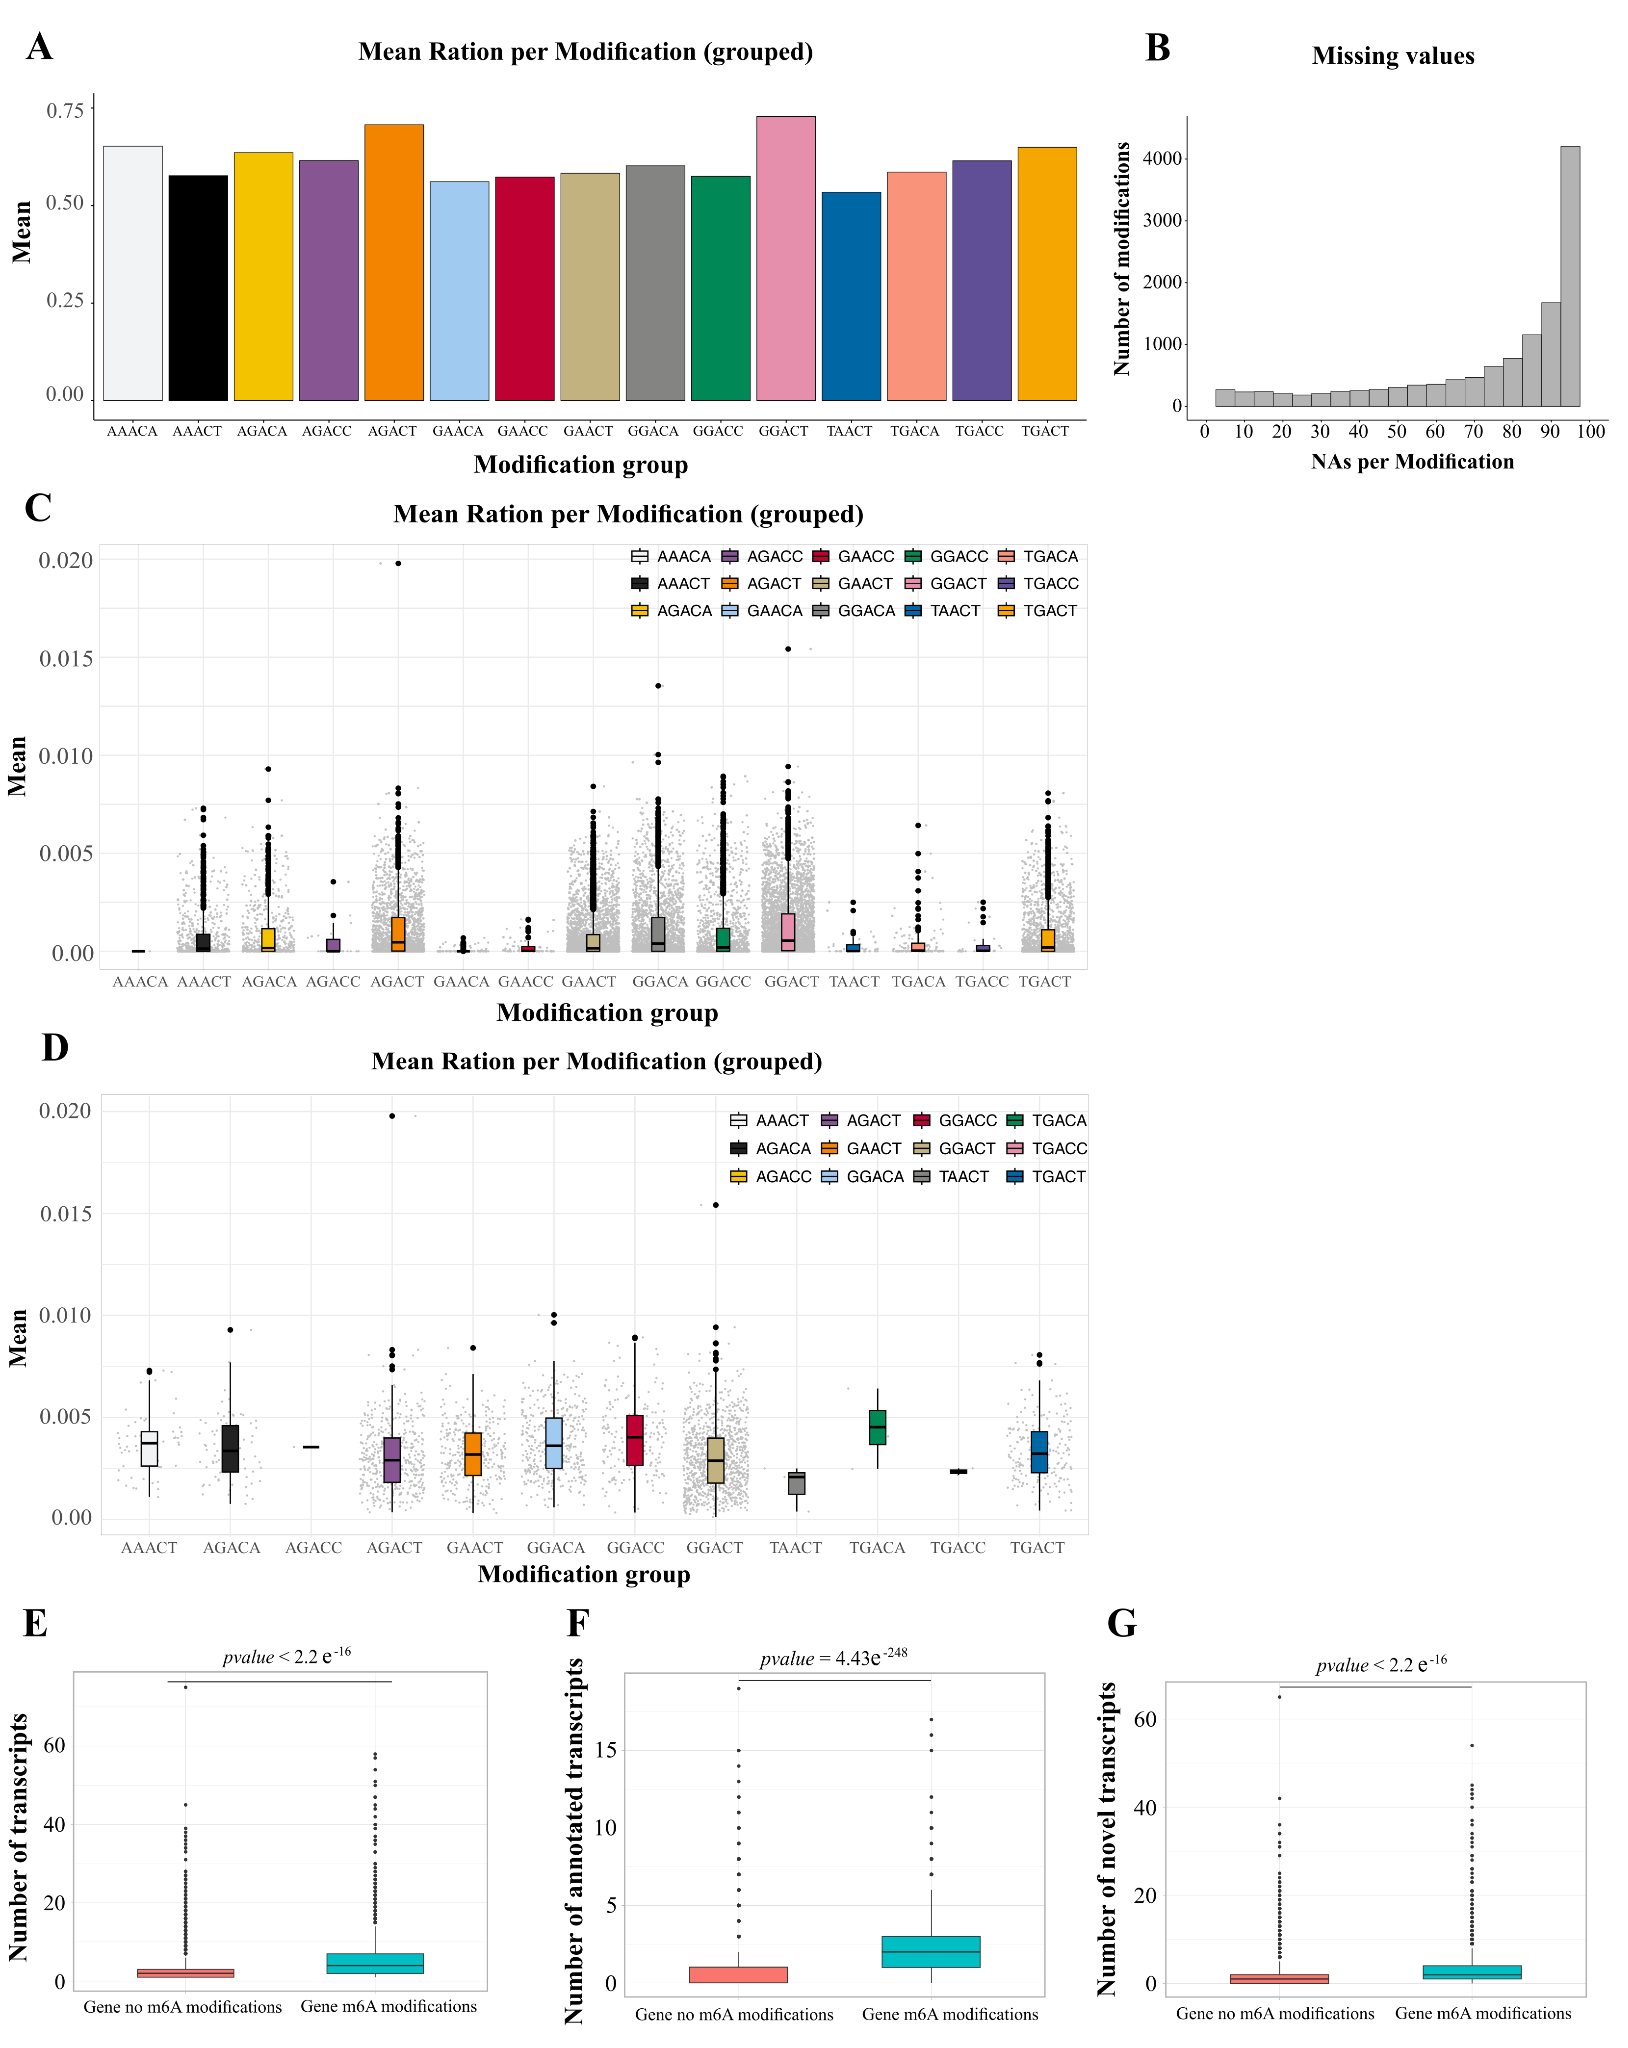 A
Mean Ration per Modification (grouped)
0.75
0.50
0.25
0.00
Mean
AAACA AAACT AGACA AGACC AGACT GAACA GAACC GAACT GGACA GGACC GGACT TAACT TGACA TGACC TGACT
Modification group
B
Missing values
4000
3000
2000
1000
0
Number of modifications
0 10 20 30 40 50 60 70 80 90 100
NAs per Modification
C
Mean Ration per Modification (grouped)
AAACA AGACC GAACC GGACC TGACA
AAACT AGACT GAACT GGACT TGACC
AGACA GAACA GGACA TAACT TGACT
0.020
0.015
0.010
0.005
0.00
Mean
AAACA AAACT AGACA AGACC AGACT GAACA GAACC GAACT GGACA GGACC GGACT TAACT TGACA TGACC TGACT
Modification group
D
Mean Ration per Modification (grouped)
AAACT AGACT GGACC TGACA
AGACA GAACT GGACT TGACC
AGACC GGACA TAACT TGACT
0.020
0.015
0.010
0.005
0.00
Mean
AAACT AGACA AGACC AGACT GAACT GGACA GGACC GGACT TAACT TGACA TGACC TGACT
Modification group
E
pvalue < 2.2 e-16
60
40
20
0
Number of transcripts
Gene no m6A modifications Gene m6A modifications
F
pvalue = 4.43e-248
15
10
5
0
Number of annotated transcripts
Gene no m6A modifications Gene m6A modifications
G
pvalue < 2.2 e-16
60
40
20
0
Number of novel transcripts
Gene no m6A modifications Gene m6A modifications